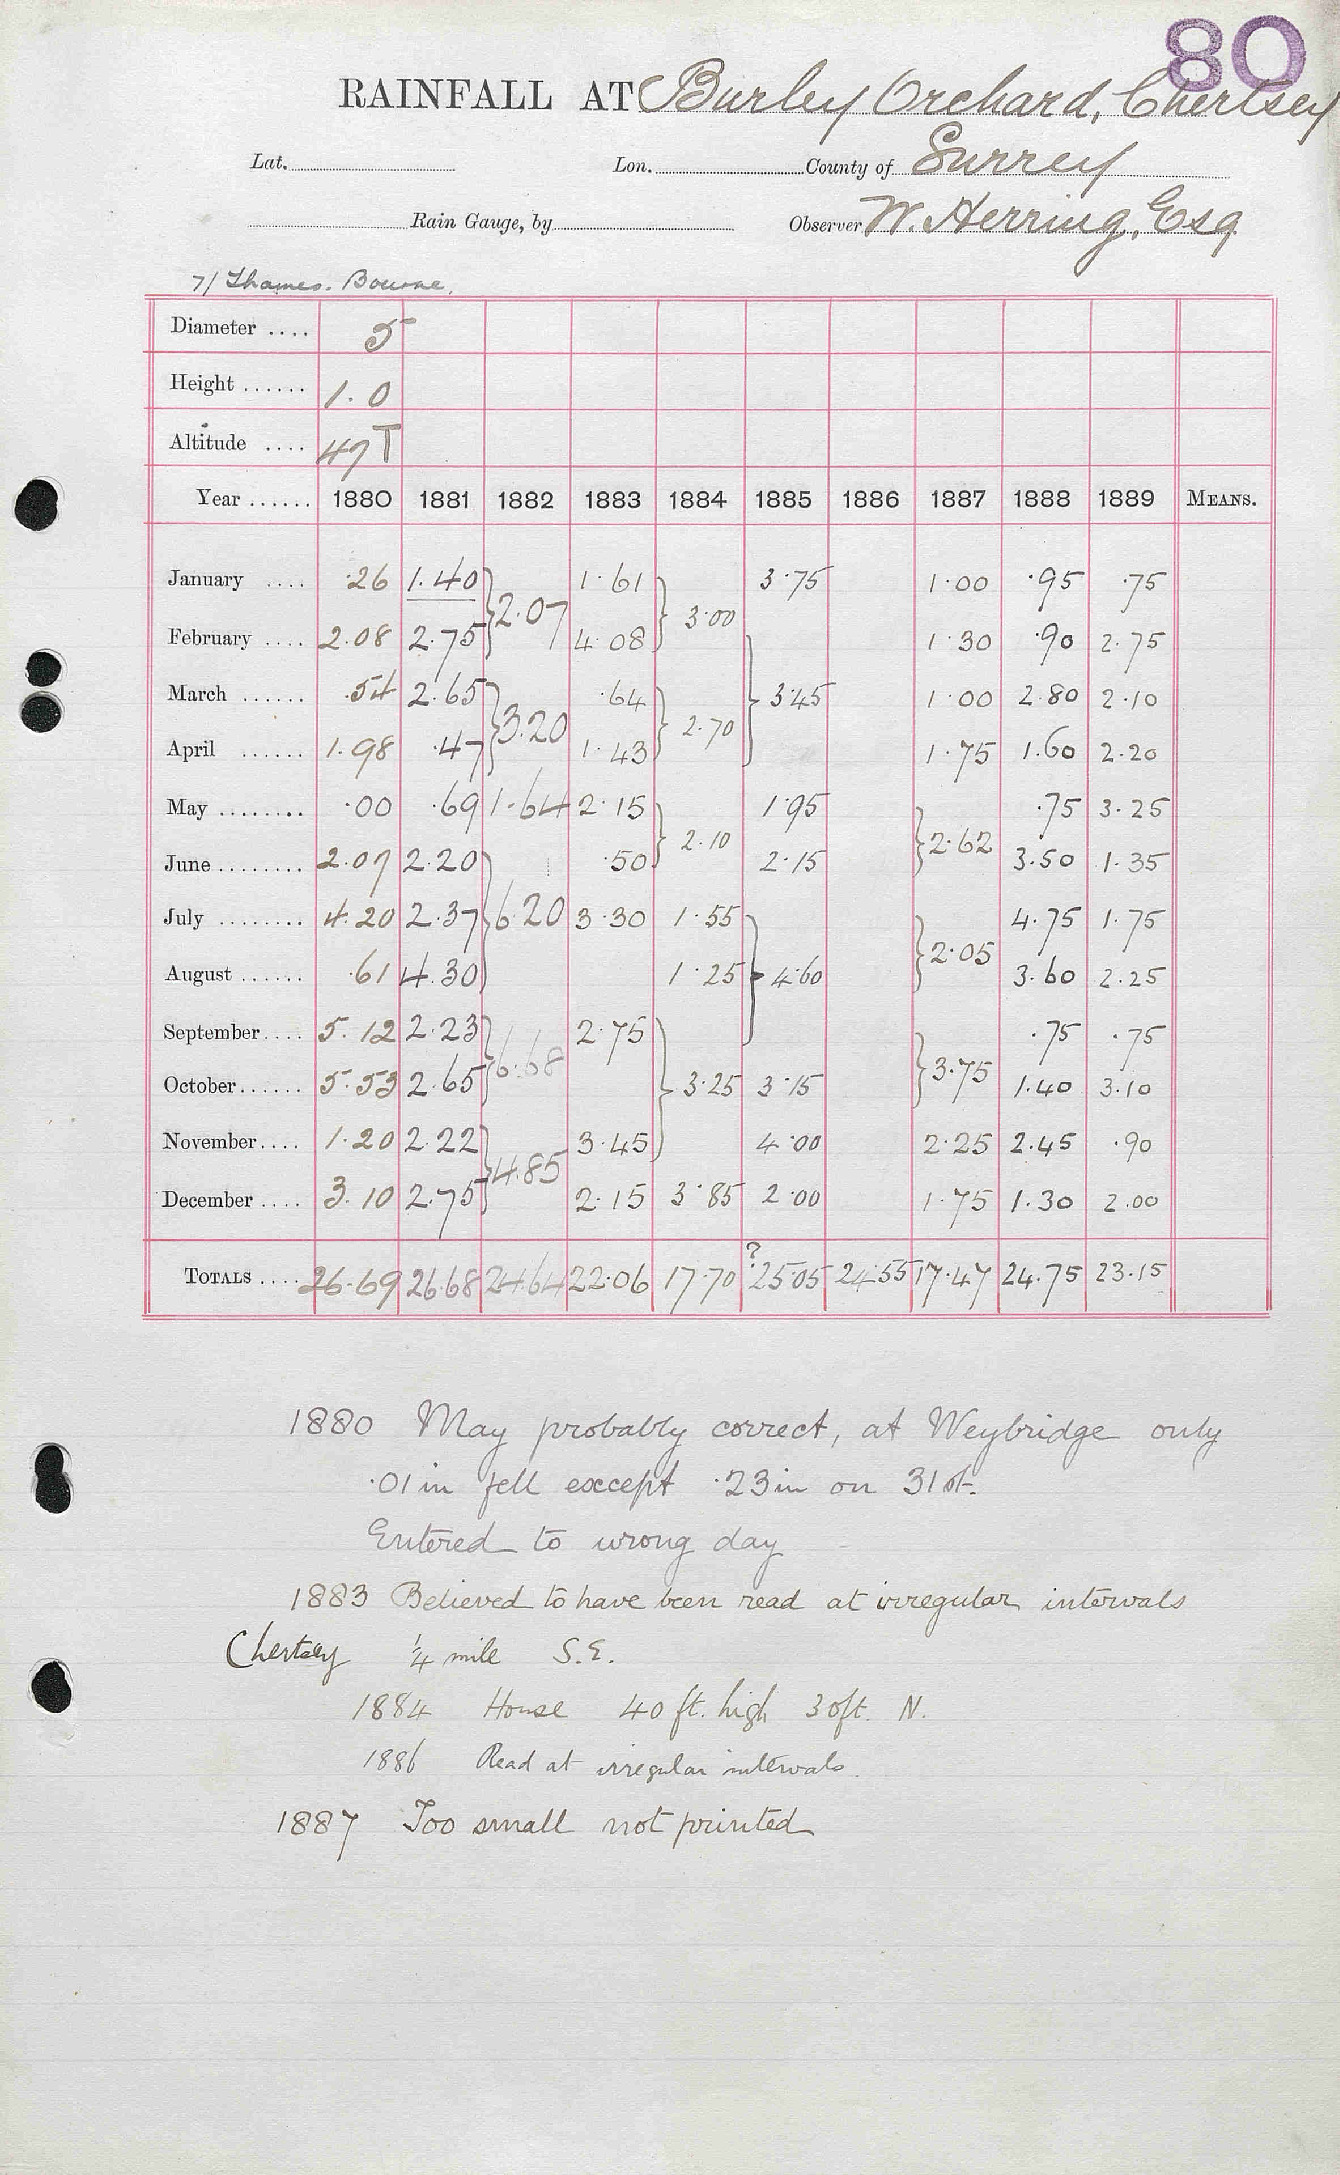 80
RAINFALL AT Burley Orchard, Chertsey
Lat. Lon. County of Surrey
Rain Gauge, by Observer W. Herring, Esq
7/ Thames. Bourne.
Diameter .... 5
Height ...... 1.0
Altitude .... 47 T
Year ...... 1880 1881 1882 1883 1884 1885 1886 1887 1888 1889 MEANS.
January .... .26 1.40 } 2.07 1.61 } 3.00 3.75 1.00 .95 .75
February .... 2.08 2.75 4.08 1.30 .90 2.75
March ...... .54 2.65 } 3.20 .64 } 2.70 } 3.45 1.00 2.80 2.10
April ...... 1.98 .47 1.43 1.75 1.60 2.20
May ........ .00 .69 1.64 2.15 } 2.10 1.95 } 2.62 .75 3.25
June ........ 2.07 2.20 .50 2.15 3.50 1.35
July ........ 4.20 2.37 } 6.20 3.30 1.55 } 2.05 4.75 1.75
August ...... .61 4.30 1.25 4.60 3.60 2.25
September .... 5.12 2.23 } 6.68 2.75 .75 .75
October ...... 5.53 2.65 } 3.25 3.15 } 3.75 1.40 3.10
November .... 1.20 2.22 } 4.85 3.45 4.00 2.25 2.45 .90
December .... 3.10 2.75 2.15 3.85 2.00 1.75 1.30 2.00
TOTALS .... 26.69 26.68 24.64 22.06 17.70 ? 25.05 24.55 17.47 24.75 23.15
1880 May probably correct, at Weybridge only
.01 in fell except .23 in on 31st.
Entered to wrong day
1883 Believed to have been read at irregular intervals
Chertsey 1/4 mile S.E.
1884 House 40 ft. high 30 ft. N.
1886 Read at irregular intervals.
1887 Too small not printed